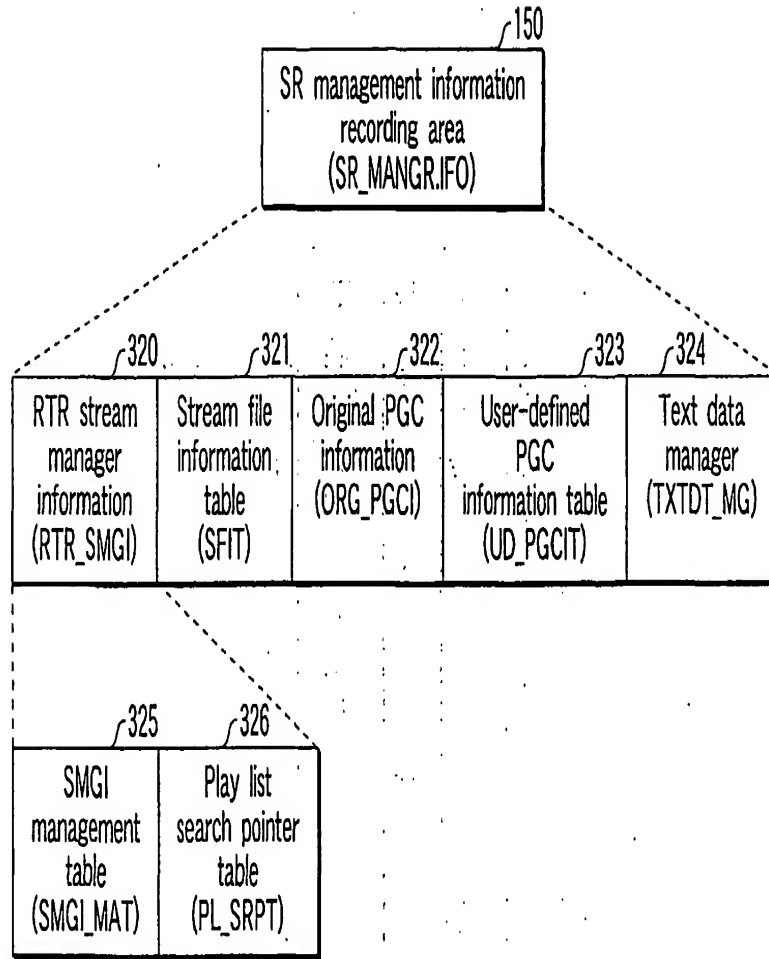 150
SR management information
recording area
(SR_MANGR.IFO)
320
321
322
323
324
RTR stream
manager
information
(RTR_SMGI)
Stream file
information
table
(SFIT)
Original PGC
information
(ORG_PGCI)
User-defined
PGC
information table
(UD_PGCIT)
Text data
manager
(TXTDT_MG)
325
326
SMGI
management
table
(SMGI_MAT)
Play list
search pointer
table
(PL_SRPT)